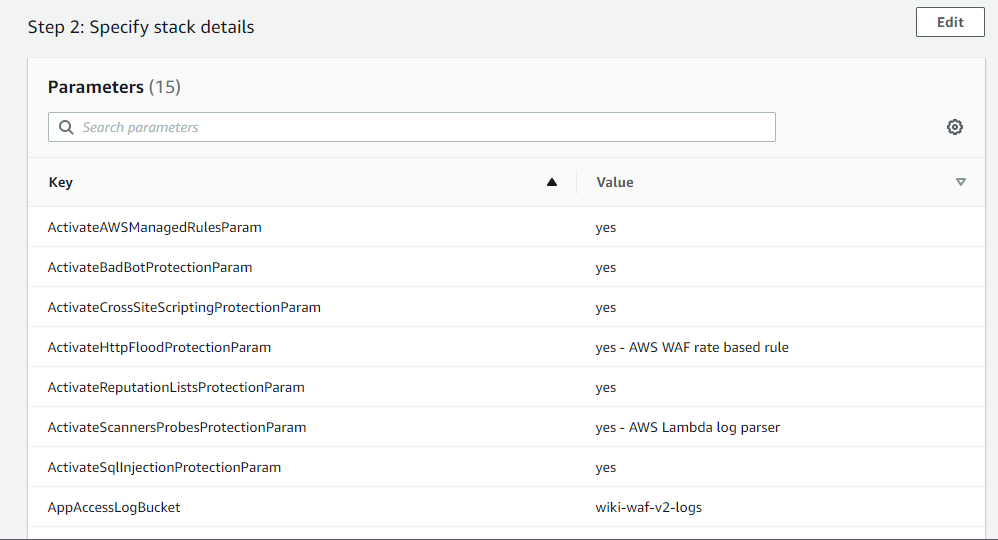 Step 2: Specify stack details
Edit
Parameters (15)
Search parameters
Key Value
ActivateAWSManagedRulesParam yes
ActivateBadBotProtectionParam yes
ActivateCrossSiteScriptingProtectionParam yes
ActivateHttpFloodProtectionParam yes - AWS WAF rate based rule
ActivateReputationListsProtectionParam yes
ActivateScannersProbesProtectionParam yes - AWS Lambda log parser
ActivateSqlInjectionProtectionParam yes
AppAccessLogBucket wiki-waf-v2-logs